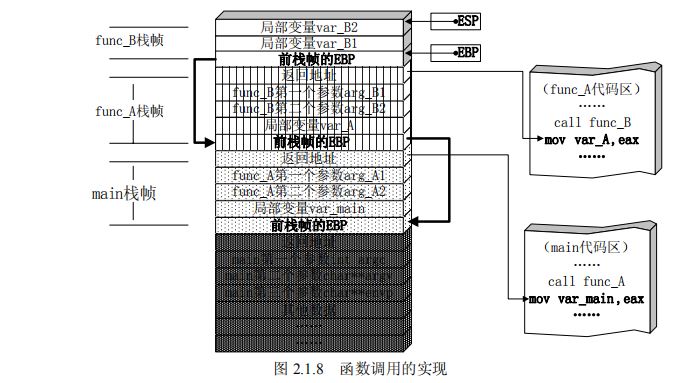 func_B栈帧
func_A栈帧
main栈帧
局部变量var_B2
局部变量var_B1
前栈帧的EBP
返回地址
func_B第一个参数arg_B1
func_B第二个参数arg_B2
局部变量var_A
前栈帧的EBP
返回地址
func_A第一个参数arg_A1
func_A第二个参数arg_A2
局部变量var_main
前栈帧的EBP
返回地址
main第一个参数int argc
main第二个参数char**argv
main第三个参数char**envp
其他数据
......
......
ESP
EBP
(func_A代码区)
......
call func_B
mov var_A,eax
......
(main代码区)
......
call func_A
mov var_main,eax
......
图 2.1.8 函数调用的实现